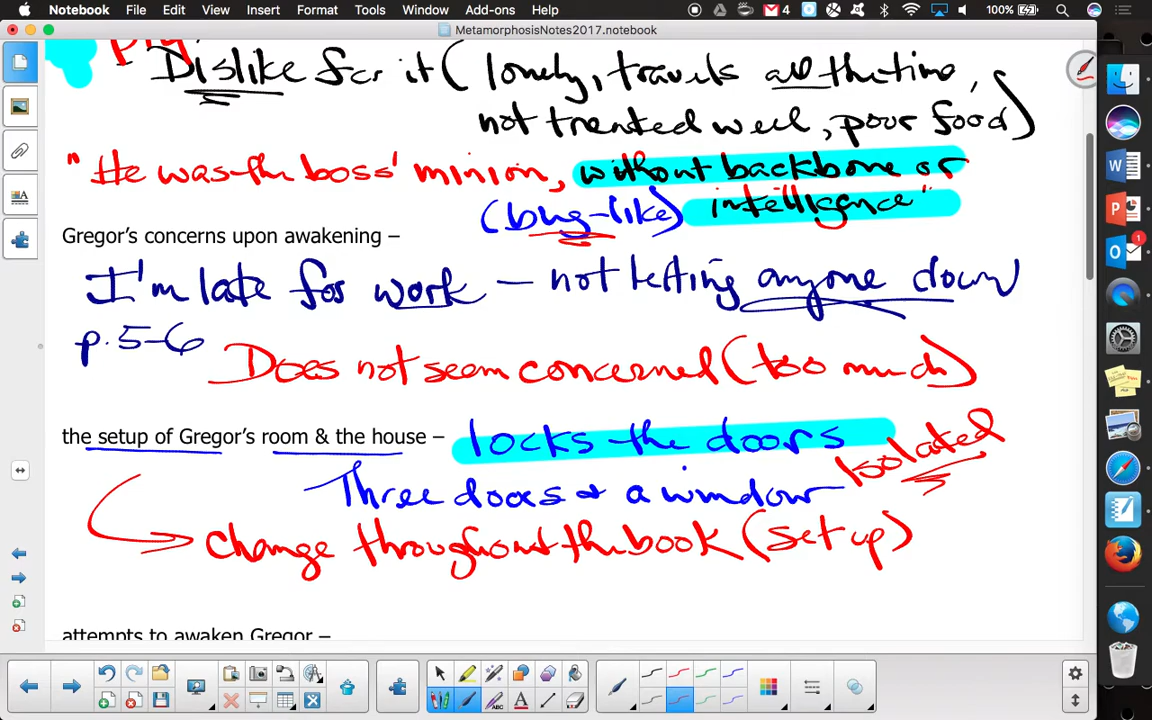 Notebook File Edit View Insert Format Tools Window Add-ons Help 4 100%
MetamorphosisNotes2017.notebook
Dislike for it (lonely, travels all the time,
not treated well, poor food)
"He was the boss' minion, without backbone or
(bug-like) intelligence"
Gregor's concerns upon awakening –
I'm late for work – not letting anyone down
p. 5-6
Does not seem concerned (too much)
the setup of Gregor's room & the house – locks the doors
Isolated
Three doors & a window
change throughout the book (set up)
attempts to awaken Gregor –